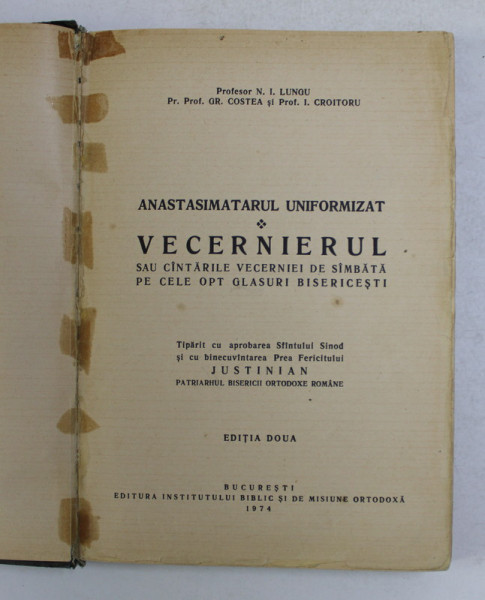 Profesor N. I. LUNGU
Pr. Prof. GR. COSTEA și Prof. I. CROITORU
ANASTASIMATARUL UNIFORMIZAT
❖
VECERNIERUL
SAU CÎNTĂRILE VECERNIEI DE SÎMBĂTĂ
PE CELE OPT GLASURI BISERICEȘTI
Tipărit cu aprobarea Sfîntului Sinod
și cu binecuvîntarea Prea Fericitului
JUSTINIAN
PATRIARHUL BISERICII ORTODOXE ROMÂNE
EDIȚIA DOUA
BUCUREȘTI
EDITURA INSTITUTULUI BIBLIC ȘI DE MISIUNE ORTODOXĂ
1974